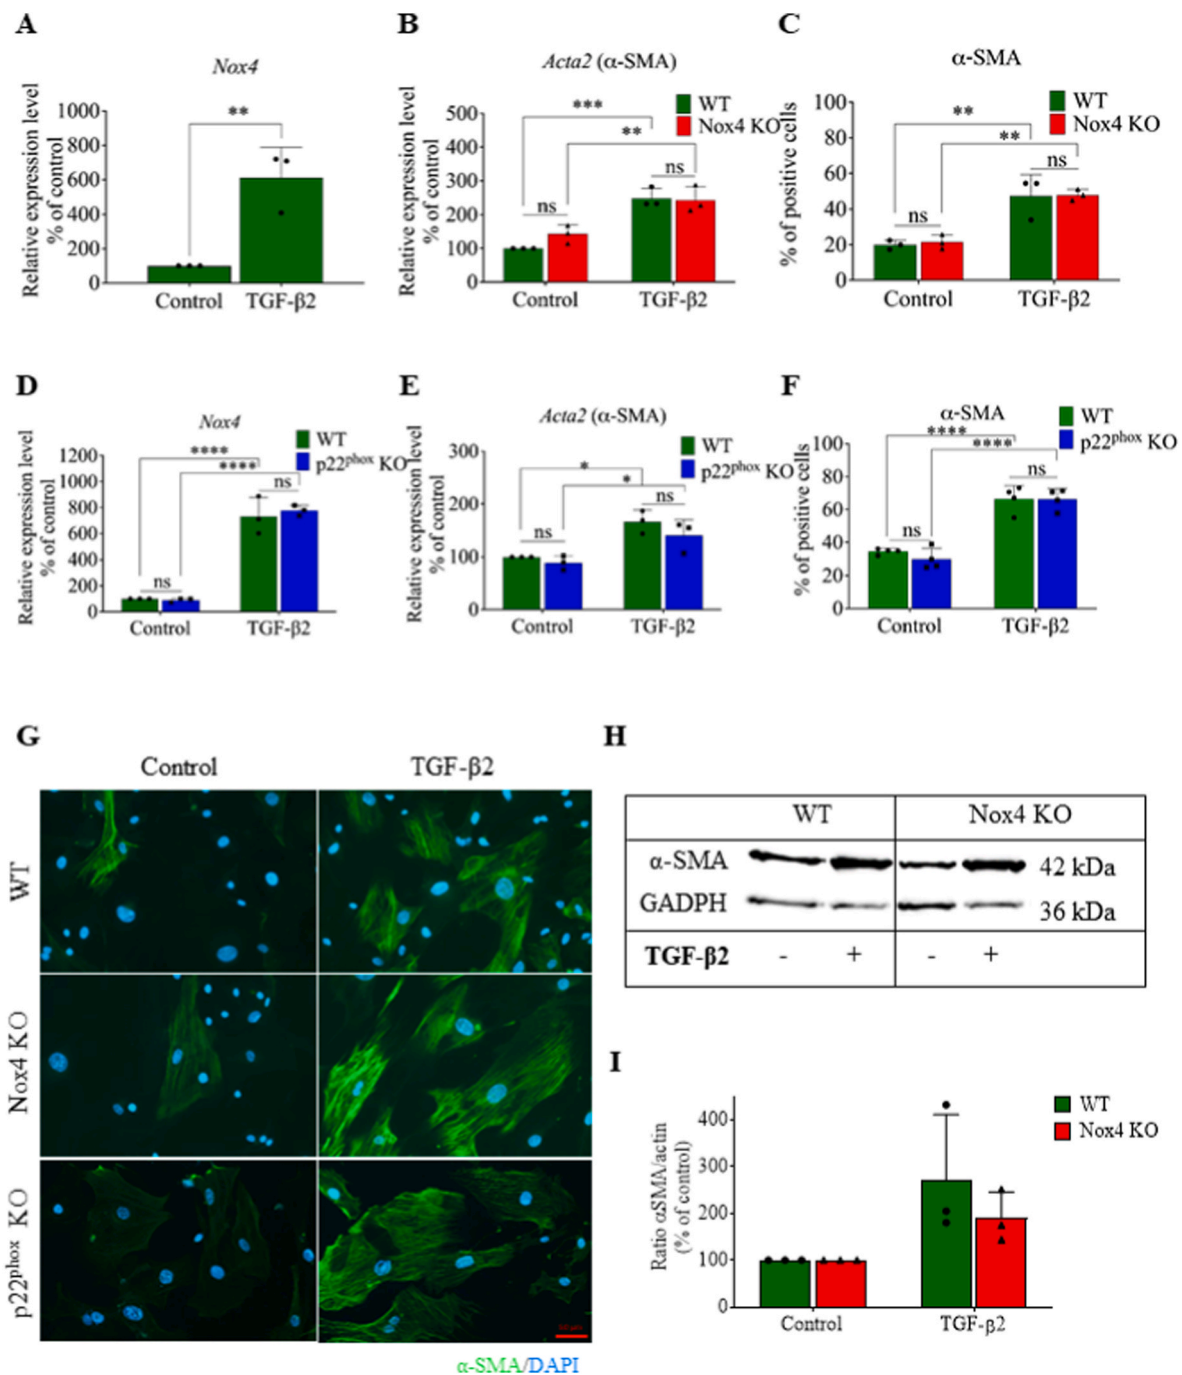 A
Nox4
Relative expression level
% of control
1000
800
600
400
200
0
**
Control
TGF-β2
B
Acta2 (α-SMA)
Relative expression level
% of control
500
400
300
200
100
0
***
**
ns
ns
WT
Nox4 KO
Control
TGF-β2
C
α-SMA
% of positive cells
100
80
60
40
20
0
**
**
ns
ns
WT
Nox4 KO
Control
TGF-β2
D
Nox4
Relative expression level
% of control
1200
1000
800
600
400
200
0
****
****
ns
ns
WT
p22phox KO
Control
TGF-β2
E
Acta2 (α-SMA)
Relative expression level
% of control
300
200
100
0
*
*
ns
ns
WT
p22phox KO
Control
TGF-β2
F
α-SMA
% of positive cells
100
80
60
40
20
0
****
****
ns
ns
WT
p22phox KO
Control
TGF-β2
G
Control
TGF-β2
WT
Nox4 KO
p22phox KO
α-SMA/DAPI
H
WT
Nox4 KO
α-SMA
42 kDa
GADPH
36 kDa
TGF-β2
-
+
-
+
I
Ratio αSMA/actin
(% of control)
400
300
200
100
0
WT
Nox4 KO
Control
TGF-β2